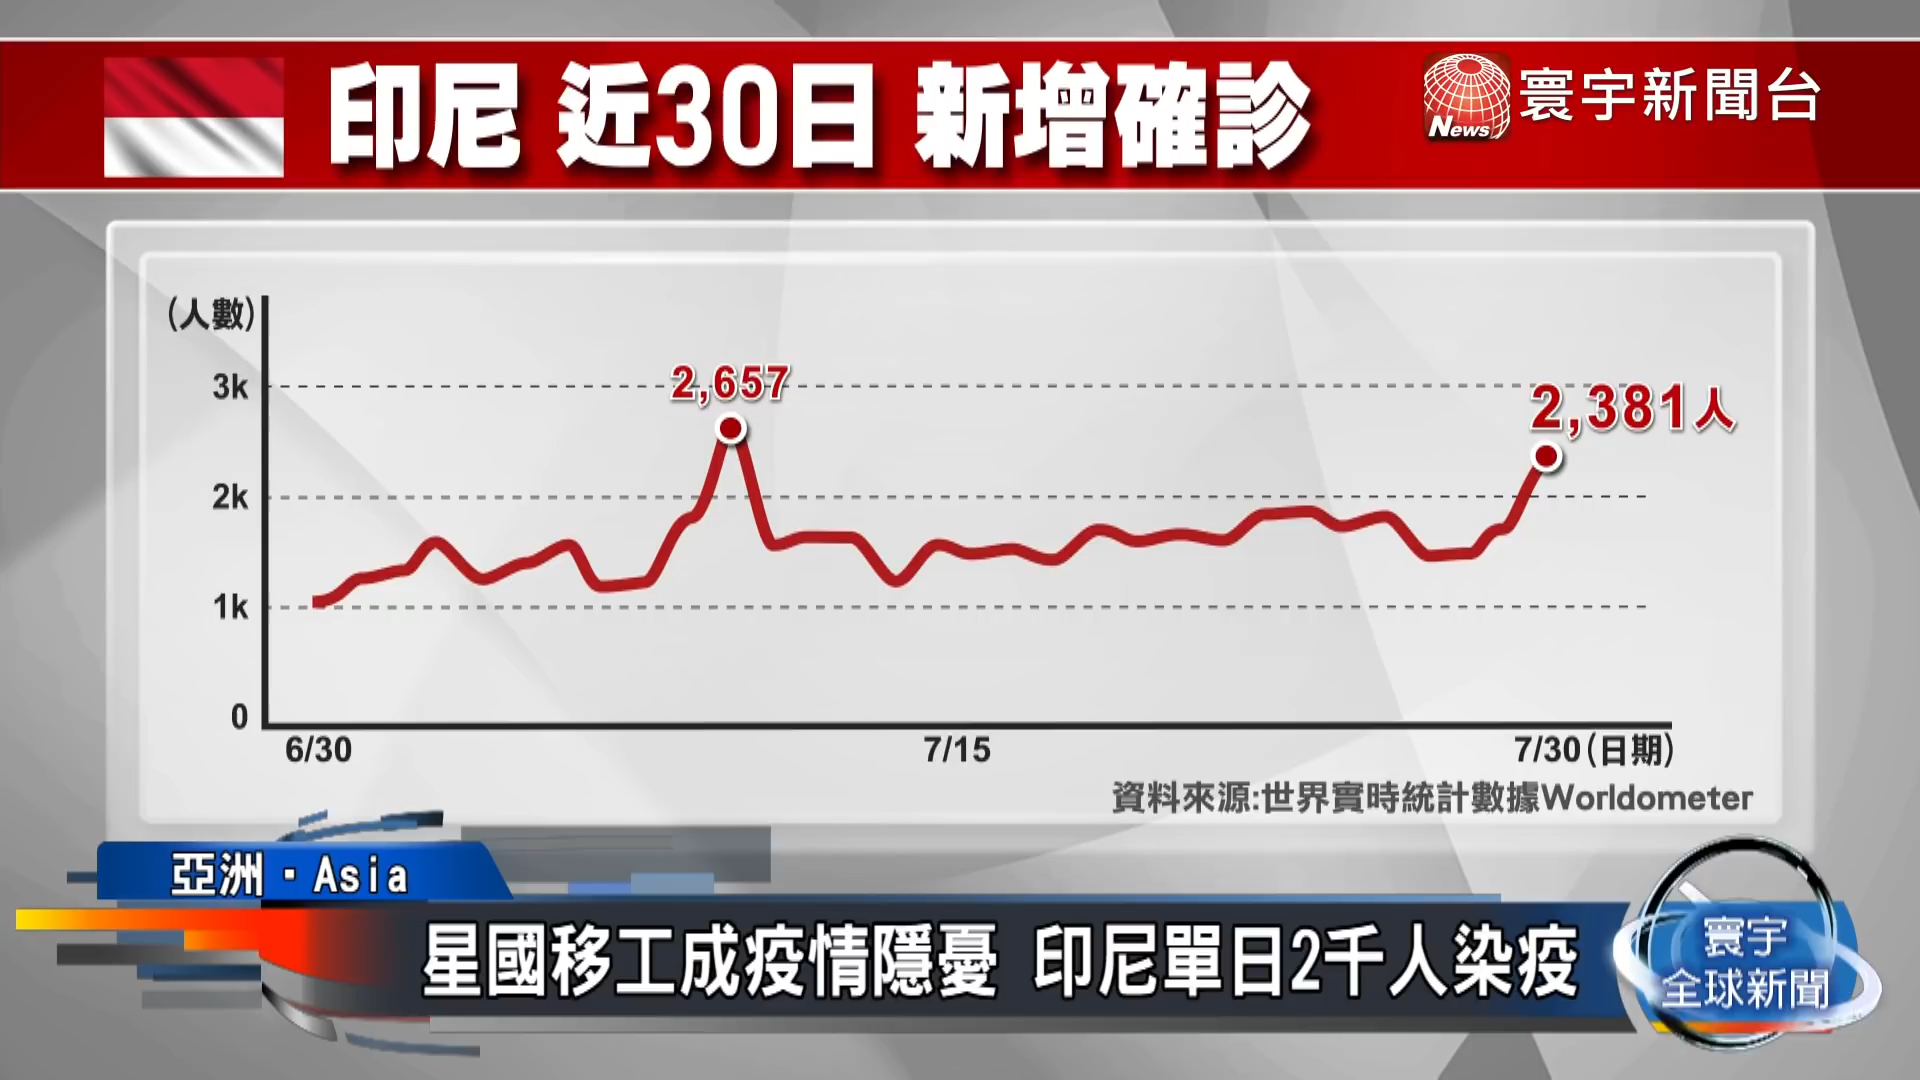 印尼 近30日 新增確診
News 寰宇新聞台
(人數)
3k
2k
1k
0
2,657
2,381人
6/30
7/15
7/30(日期)
資料來源:世界實時統計數據Worldometer
亞洲·Asia
星國移工成疫情隱憂 印尼單日2千人染疫
寰宇
全球新聞